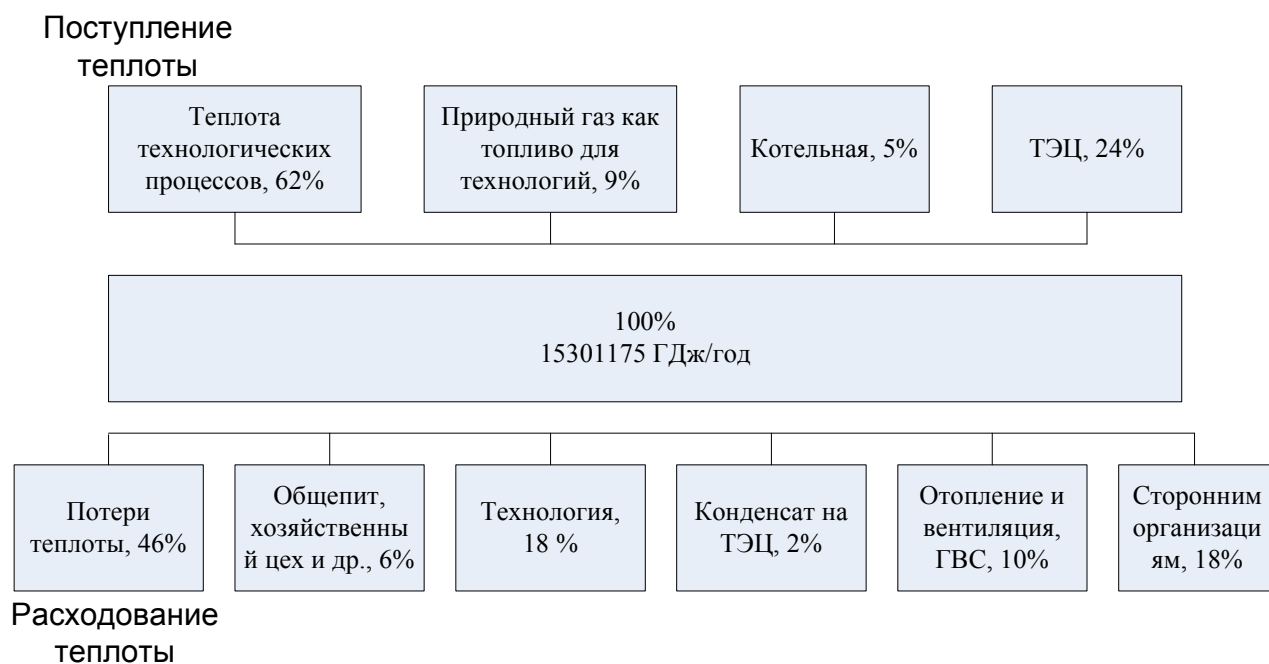 Поступление
теплоты
Теплота
технологических
процессов, 62%
Природный газ как
топливо для
технологий, 9%
Котельная, 5%
ТЭЦ, 24%
100%
15301175 ГДж/год
Потери
теплоты, 46%
Общепит,
хозяйственны
й цех и др., 6%
Технология,
18 %
Конденсат на
ТЭЦ, 2%
Отопление и
вентиляция,
ГВС, 10%
Сторонним
организаци
ям, 18%
Расходование
теплоты